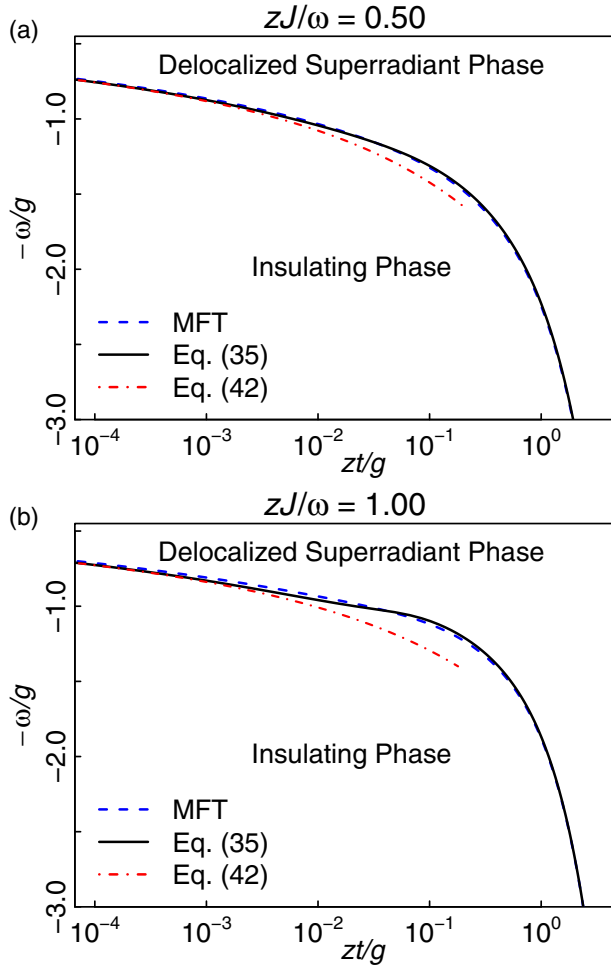 (a)
zJ/ω = 0.50
Delocalized Superradiant Phase
−1.0
−2.0
−3.0
−ω/g
Insulating Phase
MFT
Eq. (35)
Eq. (42)
10⁻⁴ 10⁻³ 10⁻² 10⁻¹ 10⁰
zt/g
(b)
zJ/ω = 1.00
Delocalized Superradiant Phase
−1.0
−2.0
−3.0
−ω/g
Insulating Phase
MFT
Eq. (35)
Eq. (42)
10⁻⁴ 10⁻³ 10⁻² 10⁻¹ 10⁰
zt/g